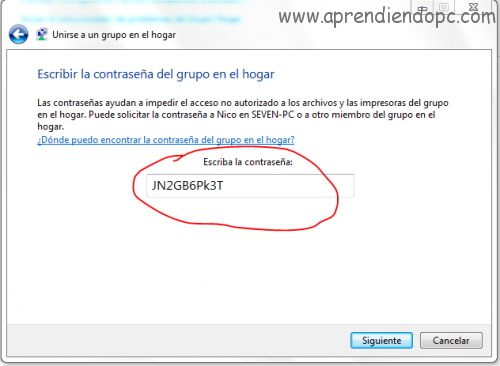 www.aprendiendopc.com
Unirse a un grupo en el hogar
Escribir la contraseña del grupo en el hogar
Las contraseñas ayudan a impedir el acceso no autorizado a los archivos y las impresoras del grupo
en el hogar. Puede solicitar la contraseña a Nico en SEVEN-PC o a otro miembro del grupo en el
hogar.
¿Dónde puedo encontrar la contraseña del grupo en el hogar?
Escriba la contraseña:
JN2GB6Pk3T
Siguiente
Cancelar